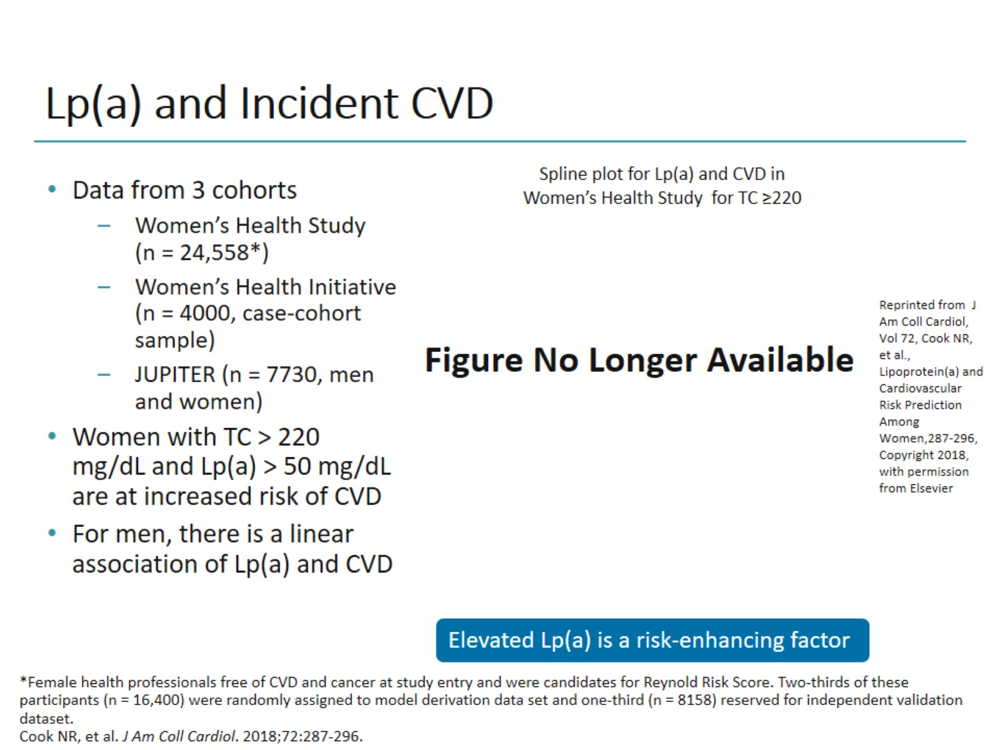 Lp(a) and Incident CVD
• Data from 3 cohorts
– Women's Health Study
(n = 24,558*)
– Women's Health Initiative
(n = 4000, case-cohort
sample)
– JUPITER (n = 7730, men
and women)
• Women with TC > 220
mg/dL and Lp(a) > 50 mg/dL
are at increased risk of CVD
• For men, there is a linear
association of Lp(a) and CVD
Spline plot for Lp(a) and CVD in
Women's Health Study for TC ≥220
Figure No Longer Available
Reprinted from J
Am Coll Cardiol,
Vol 72, Cook NR,
et al.,
Lipoprotein(a) and
Cardiovascular
Risk Prediction
Among
Women,287-296,
Copyright 2018,
with permission
from Elsevier
Elevated Lp(a) is a risk-enhancing factor
*Female health professionals free of CVD and cancer at study entry and were candidates for Reynold Risk Score. Two-thirds of these
participants (n = 16,400) were randomly assigned to model derivation data set and one-third (n = 8158) reserved for independent validation
dataset.
Cook NR, et al. J Am Coll Cardiol. 2018;72:287-296.